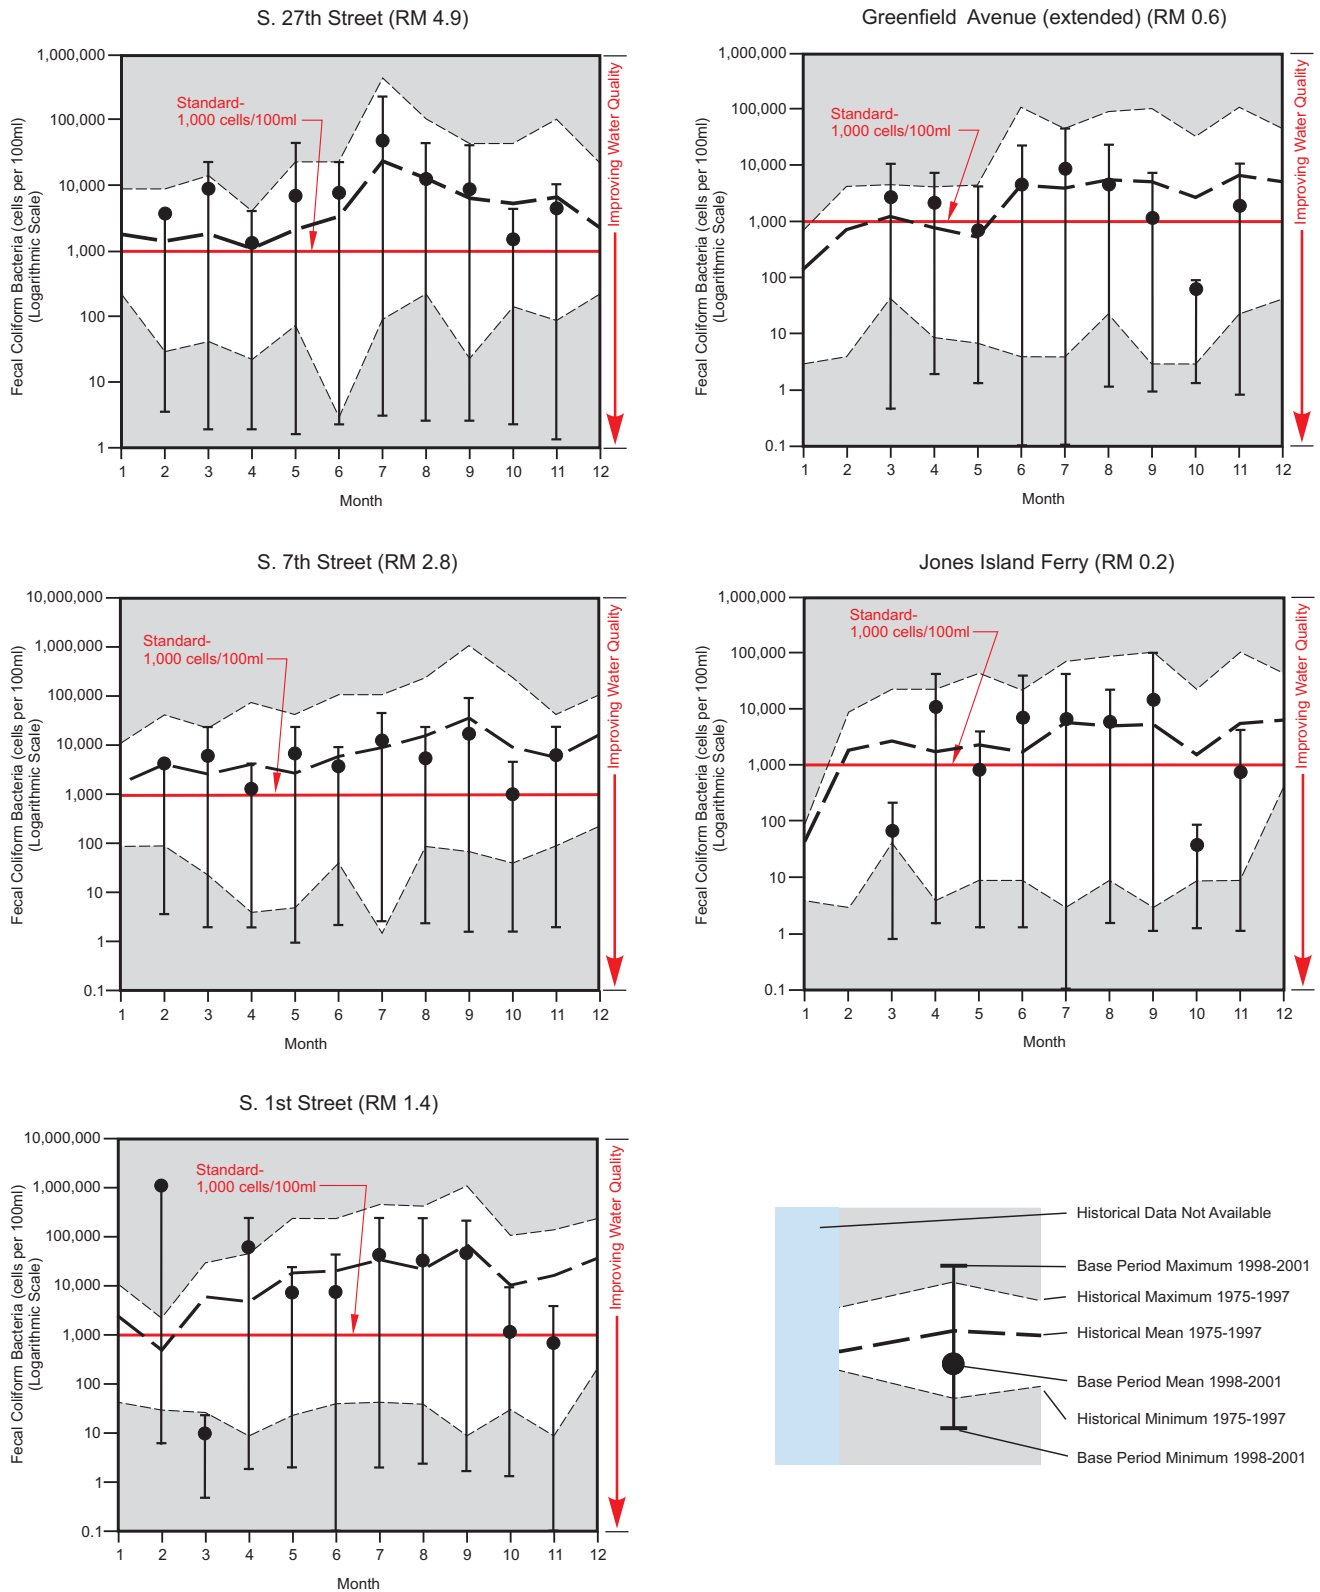 S. 27th Street (RM 4.9)
Fecal Coliform Bacteria (cells per 100ml)
(Logarithmic Scale)
1,000,000
100,000
10,000
1,000
100
10
1
Standard-
1,000 cells/100ml
Improving Water Quality
1 2 3 4 5 6 7 8 9 10 11 12
Month
Greenfield Avenue (extended) (RM 0.6)
Fecal Coliform Bacteria (cells per 100ml)
(Logarithmic Scale)
1,000,000
100,000
10,000
1,000
100
10
1
0.1
Standard-
1,000 cells/100ml
Improving Water Quality
1 2 3 4 5 6 7 8 9 10 11 12
Month
S. 7th Street (RM 2.8)
Fecal Coliform Bacteria (cells per 100ml)
(Logarithmic Scale)
10,000,000
1,000,000
100,000
10,000
1,000
100
10
1
0.1
Standard-
1,000 cells/100ml
Improving Water Quality
1 2 3 4 5 6 7 8 9 10 11 12
Month
Jones Island Ferry (RM 0.2)
Fecal Coliform Bacteria (cells per 100ml)
(Logarithmic Scale)
1,000,000
100,000
10,000
1,000
100
10
1
0.1
Standard-
1,000 cells/100ml
Improving Water Quality
1 2 3 4 5 6 7 8 9 10 11 12
Month
S. 1st Street (RM 1.4)
Fecal Coliform Bacteria (cells per 100ml)
(Logarithmic Scale)
10,000,000
1,000,000
100,000
10,000
1,000
100
10
1
0.1
Standard-
1,000 cells/100ml
Improving Water Quality
1 2 3 4 5 6 7 8 9 10 11 12
Month
Historical Data Not Available
Base Period Maximum 1998-2001
Historical Maximum 1975-1997
Historical Mean 1975-1997
Base Period Mean 1998-2001
Historical Minimum 1975-1997
Base Period Minimum 1998-2001